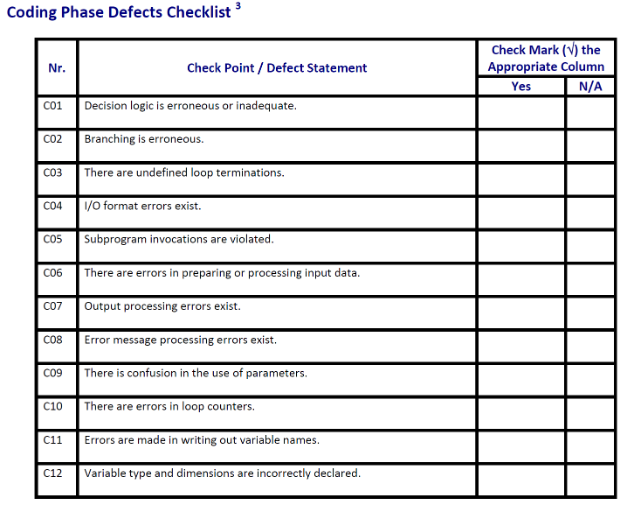 Coding Phase Defects Checklist 3
Nr.
Check Point / Defect Statement
Check Mark (√) the
Appropriate Column
Yes
N/A
C01 Decision logic is erroneous or inadequate.
C02 Branching is erroneous.
C03 There are undefined loop terminations.
C04 I/O format errors exist.
C05 Subprogram invocations are violated.
C06 There are errors in preparing or processing input data.
C07 Output processing errors exist.
C08 Error message processing errors exist.
C09 There is confusion in the use of parameters.
C10 There are errors in loop counters.
C11 Errors are made in writing out variable names.
C12 Variable type and dimensions are incorrectly declared.